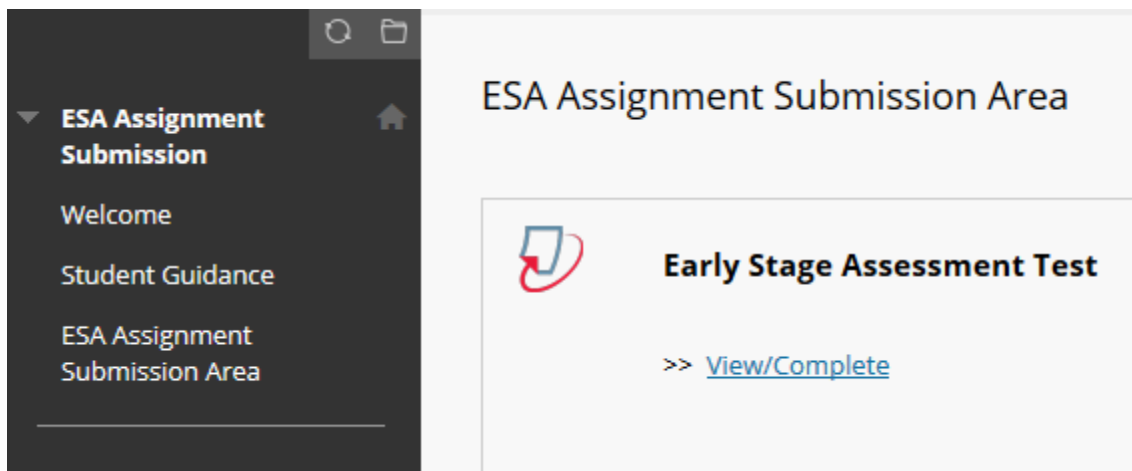 ESA Assignment
Submission
Welcome
Student Guidance
ESA Assignment
Submission Area
ESA Assignment Submission Area
Early Stage Assessment Test
>> View/Complete